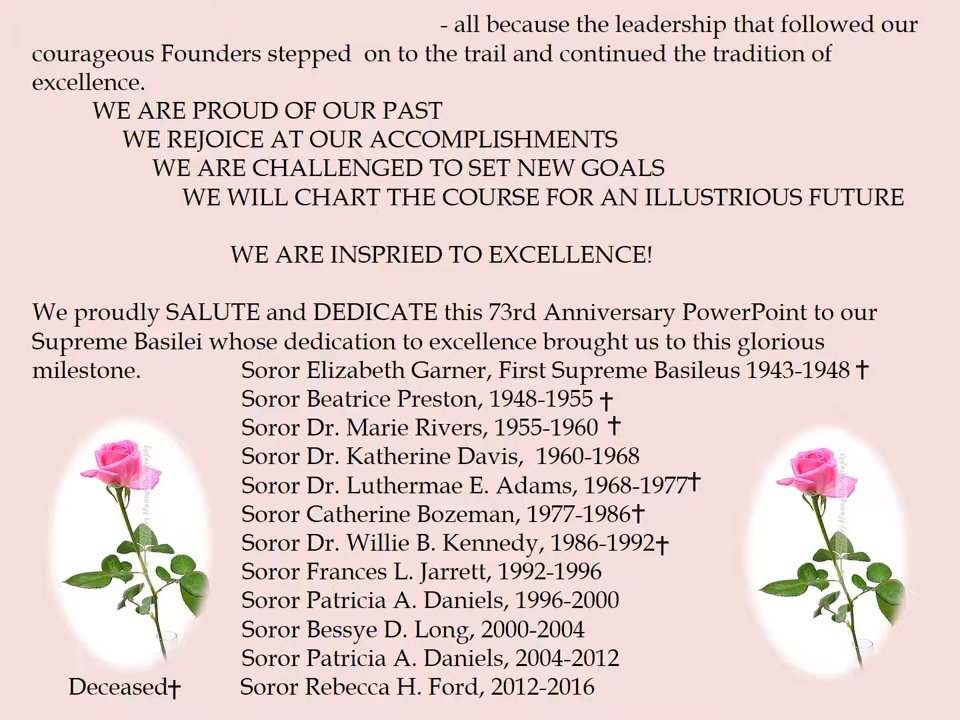 - all because the leadership that followed our
courageous Founders stepped on to the trail and continued the tradition of
excellence.
WE ARE PROUD OF OUR PAST
WE REJOICE AT OUR ACCOMPLISHMENTS
WE ARE CHALLENGED TO SET NEW GOALS
WE WILL CHART THE COURSE FOR AN ILLUSTRIOUS FUTURE
WE ARE INSPRIED TO EXCELLENCE!
We proudly SALUTE and DEDICATE this 73rd Anniversary PowerPoint to our
Supreme Basilei whose dedication to excellence brought us to this glorious
milestone. Soror Elizabeth Garner, First Supreme Basileus 1943-1948 †
Soror Beatrice Preston, 1948-1955 †
Soror Dr. Marie Rivers, 1955-1960 †
Soror Dr. Katherine Davis, 1960-1968
Soror Dr. Luthermae E. Adams, 1968-1977†
Soror Catherine Bozeman, 1977-1986†
Soror Dr. Willie B. Kennedy, 1986-1992†
Soror Frances L. Jarrett, 1992-1996
Soror Patricia A. Daniels, 1996-2000
Soror Bessye D. Long, 2000-2004
Soror Patricia A. Daniels, 2004-2012
Deceased† Soror Rebecca H. Ford, 2012-2016